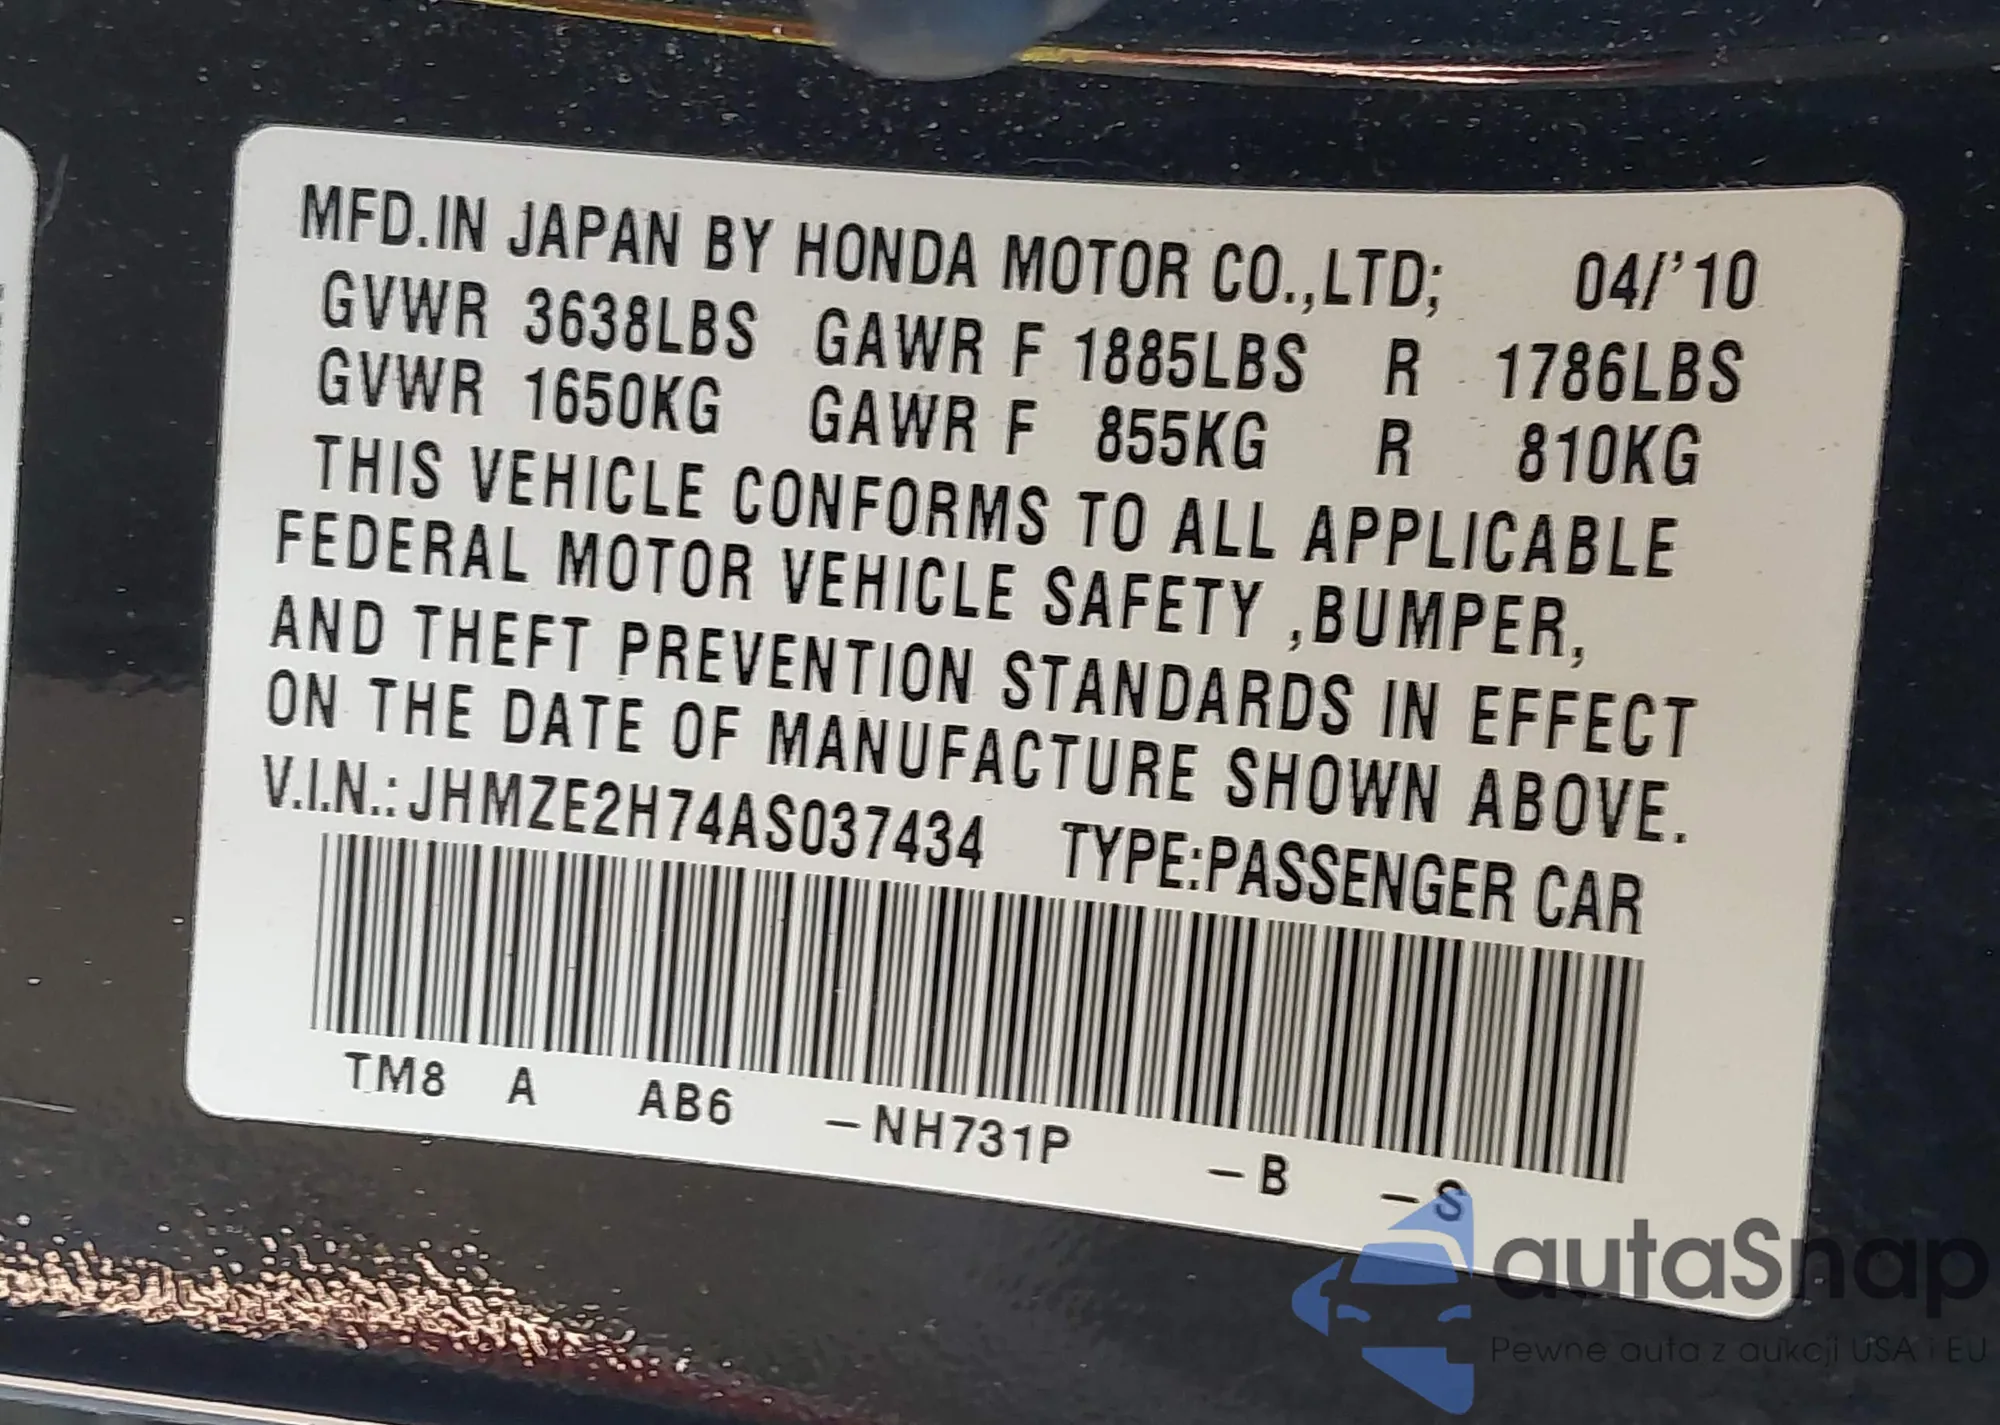 MFD.IN JAPAN BY HONDA MOTOR CO.,LTD; 04/'10
GVWR 3638LBS GAWR F 1885LBS R 1786LBS
GVWR 1650KG GAWR F 855KG R 810KG
THIS VEHICLE CONFORMS TO ALL APPLICABLE
FEDERAL MOTOR VEHICLE SAFETY ,BUMPER,
AND THEFT PREVENTION STANDARDS IN EFFECT
ON THE DATE OF MANUFACTURE SHOWN ABOVE.
V.I.N.: JHMZE2H74AS037434 TYPE:PASSENGER CAR
TM8 A AB6 –NH731P –B –S
autaSnap
Pewne auta z aukcji USA i EU